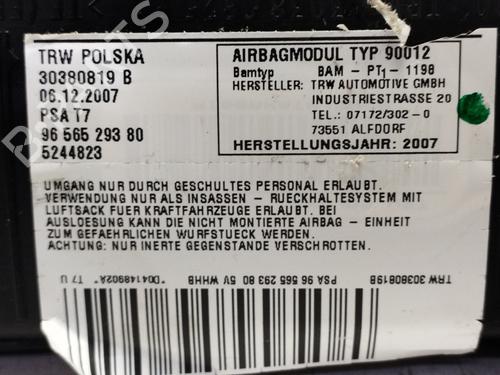 TRW POLSKA
30380819 B
06.12.2007
PSA T7
96 565 293 80
5244823
AIRBAGMODUL TYP 90012
Bamtyp BAM - PT1 - 1198
HERSTELLER: TRW AUTOMOTIVE GMBH
INDUSTRIESTRASSE 20
TEL.: 07172/302-0
73551 ALFDORF
HERSTELLUNGSJAHR: 2007
UMGANG NUR DURCH GESCHULTES PERSONAL ERLAUBT.
VERWENDUNG NUR ALS INSASSEN - RUECKHALTESYSTEM MIT
LUFTSACK FUER KRAFTFAHRZEUGE ERLAUBT. BEI
AUSLOESUNG KANN DIE NICHT MONTIERTE AIRBAG - EINHEIT
ZUM GEFAEHRLICHEN WURFSTUECK WERDEN.
ACHTUNG: NUR INERTE GEGENSTANDE VERSCHROTTEN.
TRW 30380819B
PSA 96 565 293 80 5V WHHB
*D04148902A* T7 U